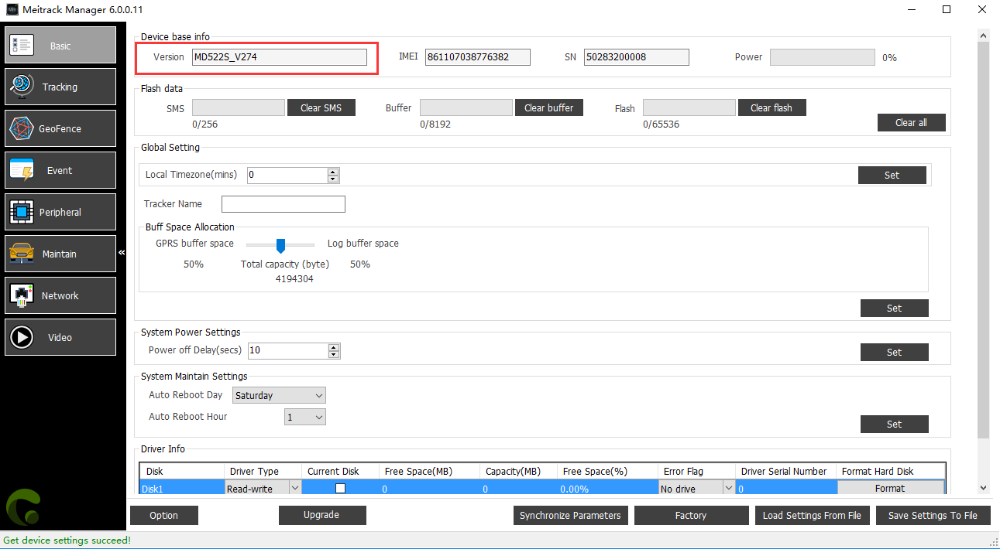 Meitrack Manager 6.0.0.11
Basic
Tracking
GeoFence
Event
Peripheral
Maintain
Network
Video
«
Device base info
Version MD522S_V274 IMEI 861107038776382 SN 50283200008 Power 0%
Flash data
SMS Clear SMS Buffer Clear buffer Flash Clear flash
0/256 0/8192 0/65536
Clear all
Global Setting
Local Timezone(mins) 0 Set
Tracker Name
Buff Space Allocation
GPRS buffer space Log buffer space
50% Total capacity (byte) 50%
4194304
Set
System Power Settings
Power off Delay(secs) 10 Set
System Maintain Settings
Auto Reboot Day Saturday
Auto Reboot Hour 1
Set
Driver Info
Disk Driver Type Current Disk Free Space(MB) Capacity(MB) Free Space(%) Error Flag Driver Serial Number Format Hard Disk
Disk1 Read-write 0 0 0.00% No drive 0 Format
Option Upgrade Synchronize Parameters Factory Load Settings From File Save Settings To File
Get device settings succeed!